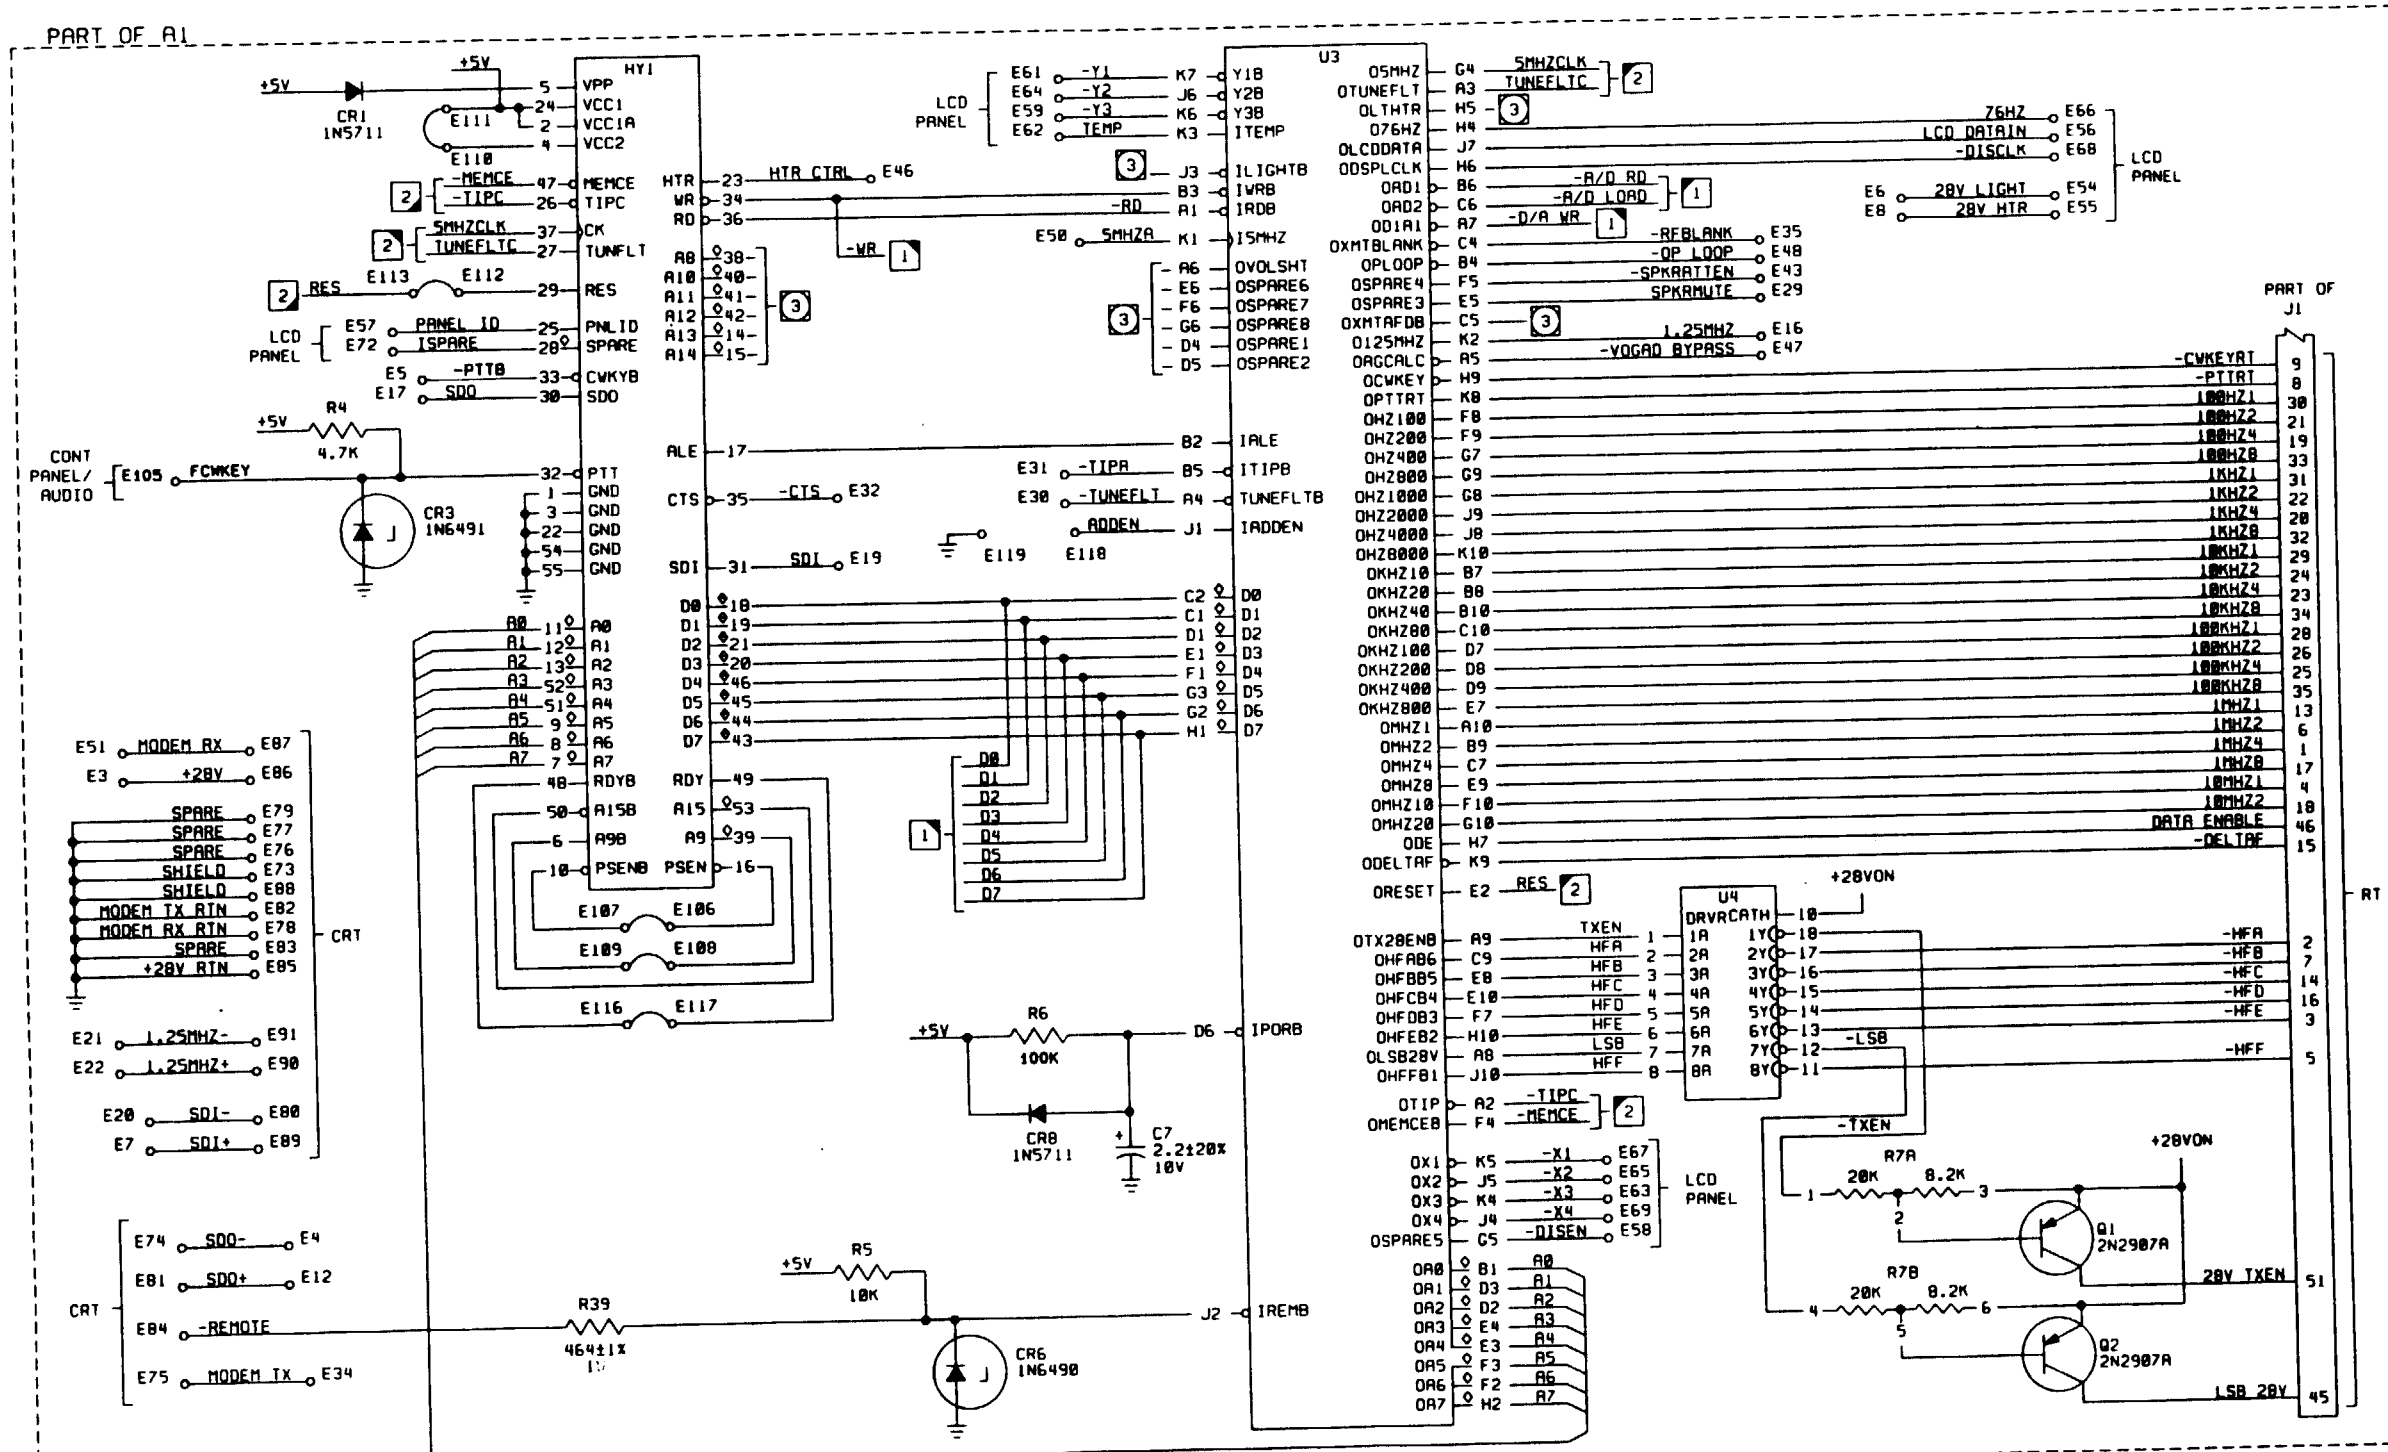 PART OF A1
+5V
+5V
CR1
1N5711
E111
E110
HY1
5 VPP
24 VCC1
2 VCC1A
4 VCC2
2 -MEMCE 47 MEMCE
-TIPC 26 TIPC
2 5MHZCLK 37 CK
TUNEFLTC 27 TUNFLT
2 RES E113 E112 29 RES
LCD
PANEL
E57 PANEL ID 25 PNLID
E72 ISPARE 28 SPARE
E5 -PTTB 33 CWKYB
E17 SDO 30 SDO
+5V R4
4.7K
CONT
PANEL/
AUDIO
E105 FCWKEY 32 PTT
CR3
1N6491
1 GND
3 GND
22 GND
54 GND
55 GND
A0 11 A0
A1 12 A1
A2 13 A2
A3 52 A3
A4 51 A4
A5 9 A5
A6 8 A6
A7 7 A7
48 RDYB
50 A15B
6 A9B
10 PSENB
HTR 23 HTR CTRL E46
WR 34
RD 36 -RD
-WR 1
A8 38
A10 40
A11 41
A12 42
A13 14
A14 15
3
ALE 17
CTS 35 -CTS E32
SDI 31 SDI E19
D0 18
D1 19
D2 21
D3 20
D4 46
D5 45
D6 44
D7 43
RDY 49
A15 53
A9 39
PSEN 16
E107 E106
E109 E108
E116 E117
E51 MODEM RX E87
E3 +28V E86
SPARE E79
SPARE E77
SPARE E76
SHIELD E73
SHIELD E88
MODEM TX RTN E82
MODEM RX RTN E78
SPARE E83
+28V RTN E85
CRT
E21 1.25MHZ- E91
E22 1.25MHZ+ E90
E20 SDI- E80
E7 SDI+ E89
CRT
E74 SDO- E4
E81 SDO+ E12
E84 -REMOTE
E75 MODEM TX E34
R39
464±1%
+5V R5
10K
CR6
1N6490
+5V R6
100K
CR8
1N5711
+ C7
2.2±20%
10V
1
D0
D1
D2
D3
D4
D5
D6
D7
U3
LCD
PANEL
E61 -Y1 K7 Y1B
E64 -Y2 J6 Y2B
E59 -Y3 K6 Y3B
E62 TEMP K3 ITEMP
3 J3 ILIGHTB
B3 IWRB
A1 IRDB
E50 5MHZA K1 I5MHZ
3
A6 OVOLSHT
E6 OSPARE6
F6 OSPARE7
G6 OSPARE8
D4 OSPARE1
D5 OSPARE2
B2 IALE
E31 -TIPA B5 ITIPB
E30 -TUNEFLT A4 TUNEFLTB
E119 E118 ADDEN J1 IADDEN
C2 D0
C1 D1
D1 D2
E1 D3
F1 D4
G3 D5
G2 D6
H1 D7
D6 IPORB
J2 IREMB
O5MHZ G4 5MHZCLK
OTUNEFLT A3 TUNEFLTC
2
OLTHTR H5 3
O76HZ H4 76HZ E66
OLCDDATA J7 LCD DATAIN E56
ODSPLCLK H6 -DISCLK E68
E6 28V LIGHT E54
E8 28V HTR E55
LCD
PANEL
OAD1 B6 -A/D RD
OAD2 C6 -A/D LOAD
1
OD1A1 A7 -D/A WR 1
OXMTBLANK C4 -RFBLANK E35
OPLOOP B4 -OP LOOP E48
OSPARE4 F5 -SPKRATTEN E43
OSPARE3 E5 SPKRMUTE E29
OXMTAFDB C5 3
O125MHZ K2 1.25MHZ E16
OAGCALC A5 -VOGAD BYPASS E47
PART OF
J1
OCWKEY H9 -CWKEYRT 9
OPTTRT K8 -PTTRT 8
OHZ100 F8 100HZ1 30
OHZ200 F9 100HZ2 21
OHZ400 G7 100HZ4 19
OHZ800 G9 100HZ8 33
OHZ1000 G8 1KHZ1 31
OHZ2000 J9 1KHZ2 22
OHZ4000 J8 1KHZ4 20
OHZ8000 K10 1KHZ8 32
OKHZ10 B7 10KHZ1 29
OKHZ20 B8 10KHZ2 24
OKHZ40 B10 10KHZ4 23
OKHZ80 C10 10KHZ8 34
OKHZ100 D7 100KHZ1 28
OKHZ200 D8 100KHZ2 26
OKHZ400 D9 100KHZ4 25
OKHZ800 E7 100KHZ8 35
OMHZ1 A10 1MHZ1 13
OMHZ2 B9 1MHZ2 6
OMHZ4 C7 1MHZ4 1
OMHZ8 E9 1MHZ8 17
OMHZ10 F10 10MHZ1 4
OMHZ20 G10 10MHZ2 18
ODE H7 DATA ENABLE 46
ODELTAF K9 -DELTAF 15
ORESET E2 RES 2
RT
+28VON
U4
DRVRCATH 10
OTX28ENB A9 TXEN 1 1A 1Y 18
OHFAB6 C9 HFA 2 2A 2Y 17 -HFA 2
OHFBB5 E8 HFB 3 3A 3Y 16 -HFB 7
OHFCB4 E10 HFC 4 4A 4Y 15 -HFC 14
OHFDB3 F7 HFD 5 5A 5Y 14 -HFD 16
OHFEB2 H10 HFE 6 6A 6Y 13 -HFE 3
OLSB28V A8 LSB 7 7A 7Y 12 -LSB
OHFFB1 J10 HFF 8 8A 8Y 11 -HFF 5
OTIP A2 -TIPC
OMEMCEB F4 -MEMCE
2
-TXEN
OX1 K5 -X1 E67
OX2 J5 -X2 E65
OX3 K4 -X3 E63
OX4 J4 -X4 E69
OSPARE5 G5 -DISEN E58
LCD
PANEL
OA0 B1 A0
OA1 D3 A1
OA2 D2 A2
OA3 E4 A3
OA4 E3 A4
OA5 F3 A5
OA6 F2 A6
OA7 H2 A7
+28VON
R7A
1 20K 8.2K 3
2
Q1
2N2907A
28V TXEN 51
R7B
4 20K 8.2K 6
5
Q2
2N2907A
LSB 28V 45